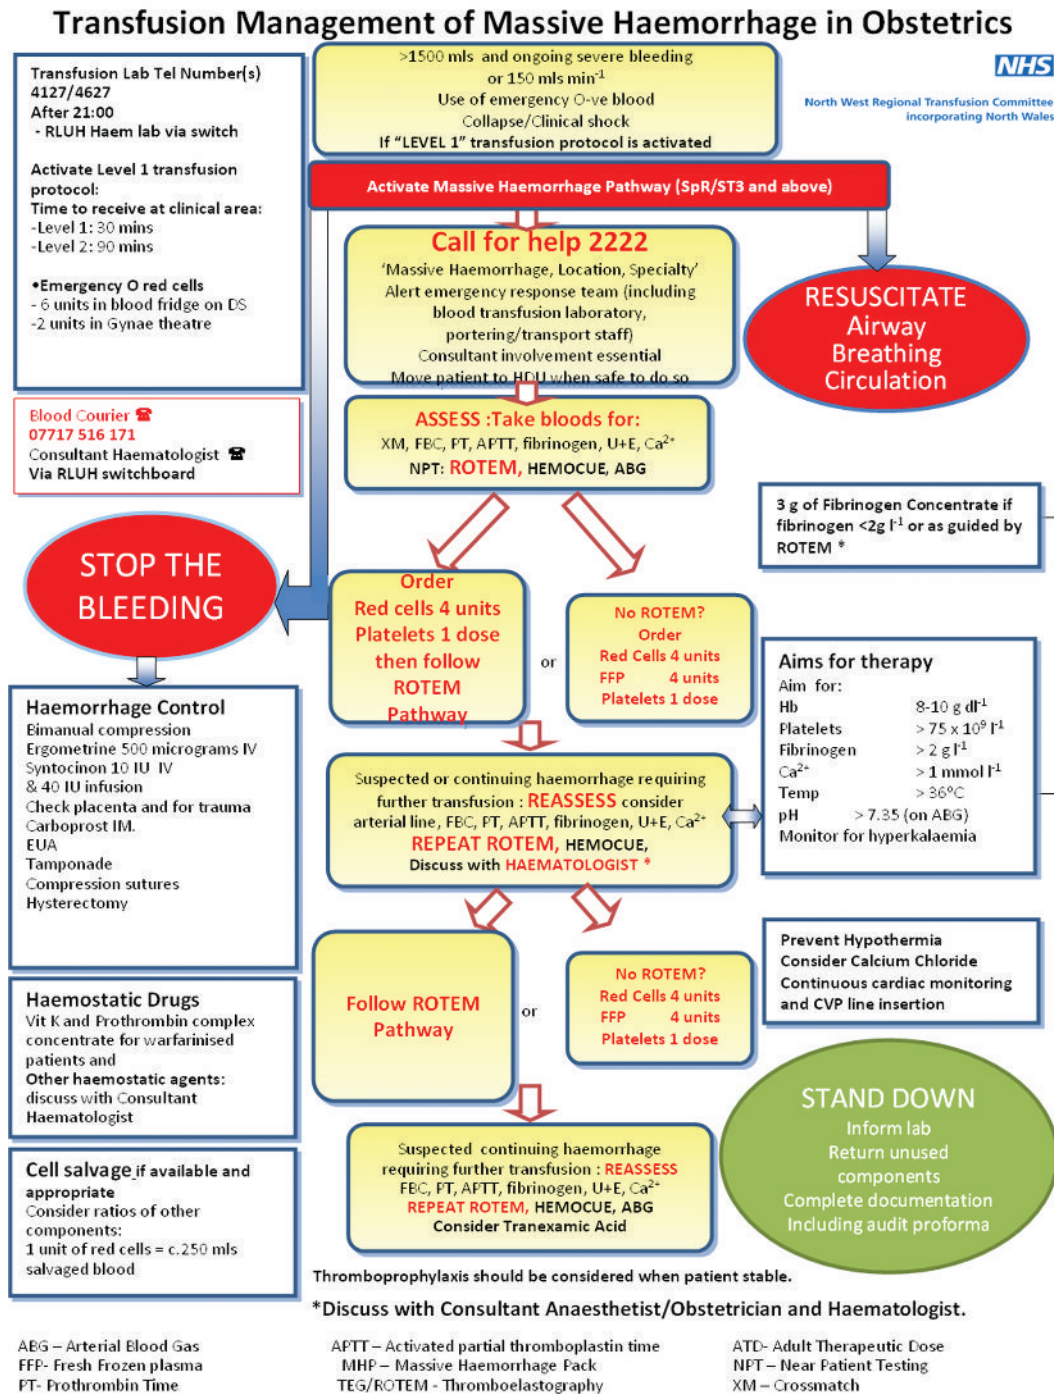 Transfusion Management of Massive Haemorrhage in Obstetrics
Transfusion Lab Tel Number(s)
4127/4627
After 21:00
- RLUH Haem lab via switch
Activate Level 1 transfusion
protocol:
Time to receive at clinical area:
-Level 1: 30 mins
-Level 2: 90 mins
•Emergency O red cells
- 6 units in blood fridge on DS
-2 units in Gynae theatre
>1500 mls and ongoing severe bleeding
or 150 mls min-1
Use of emergency O-ve blood
Collapse/Clinical shock
If "LEVEL 1" transfusion protocol is activated
NHS
North West Regional Transfusion Committee
incorporating North Wales
Activate Massive Haemorrhage Pathway (SpR/ST3 and above)
Call for help 2222
'Massive Haemorrhage, Location, Specialty'
Alert emergency response team (including
blood transfusion laboratory,
portering/transport staff)
Consultant involvement essential
Move patient to HDU when safe to do so
RESUSCITATE
Airway
Breathing
Circulation
Blood Courier ☎
07717 516 171
Consultant Haematologist ☎
Via RLUH switchboard
ASSESS :Take bloods for:
XM, FBC, PT, APTT, fibrinogen, U+E, Ca2+
NPT: ROTEM, HEMOCUE, ABG
3 g of Fibrinogen Concentrate if
fibrinogen <2g l-1 or as guided by
ROTEM *
STOP THE
BLEEDING
Order
Red cells 4 units
Platelets 1 dose
then follow
ROTEM
Pathway
or
No ROTEM?
Order
Red Cells 4 units
FFP 4 units
Platelets 1 dose
Aims for therapy
Aim for:
Hb 8-10 g dl-1
Platelets > 75 x 109 l-1
Fibrinogen > 2 g l-1
Ca2+ > 1 mmol l-1
Temp > 36°C
pH > 7.35 (on ABG)
Monitor for hyperkalaemia
Haemorrhage Control
Bimanual compression
Ergometrine 500 micrograms IV
Syntocinon 10 IU IV
& 40 IU infusion
Check placenta and for trauma
Carboprost IM.
EUA
Tamponade
Compression sutures
Hysterectomy
Suspected or continuing haemorrhage requiring
further transfusion : REASSESS consider
arterial line, FBC, PT, APTT, fibrinogen, U+E, Ca2+
REPEAT ROTEM, HEMOCUE,
Discuss with HAEMATOLOGIST *
Follow ROTEM
Pathway
or
No ROTEM?
Red Cells 4 units
FFP 4 units
Platelets 1 dose
Prevent Hypothermia
Consider Calcium Chloride
Continuous cardiac monitoring
and CVP line insertion
Haemostatic Drugs
Vit K and Prothrombin complex
concentrate for warfarinised
patients and
Other haemostatic agents:
discuss with Consultant
Haematologist
STAND DOWN
Inform lab
Return unused
components
Complete documentation
Including audit proforma
Suspected continuing haemorrhage
requiring further transfusion : REASSESS
FBC, PT, APTT, fibrinogen, U+E, Ca2+
REPEAT ROTEM, HEMOCUE, ABG
Consider Tranexamic Acid
Cell salvage if available and
appropriate
Consider ratios of other
components:
1 unit of red cells = c.250 mls
salvaged blood
Thromboprophylaxis should be considered when patient stable.
*Discuss with Consultant Anaesthetist/Obstetrician and Haematologist.
ABG – Arterial Blood Gas
FFP- Fresh Frozen plasma
PT- Prothrombin Time
APTT – Activated partial thromboplastin time
MHP – Massive Haemorrhage Pack
TEG/ROTEM - Thromboelastography
ATD- Adult Therapeutic Dose
NPT – Near Patient Testing
XM – Crossmatch